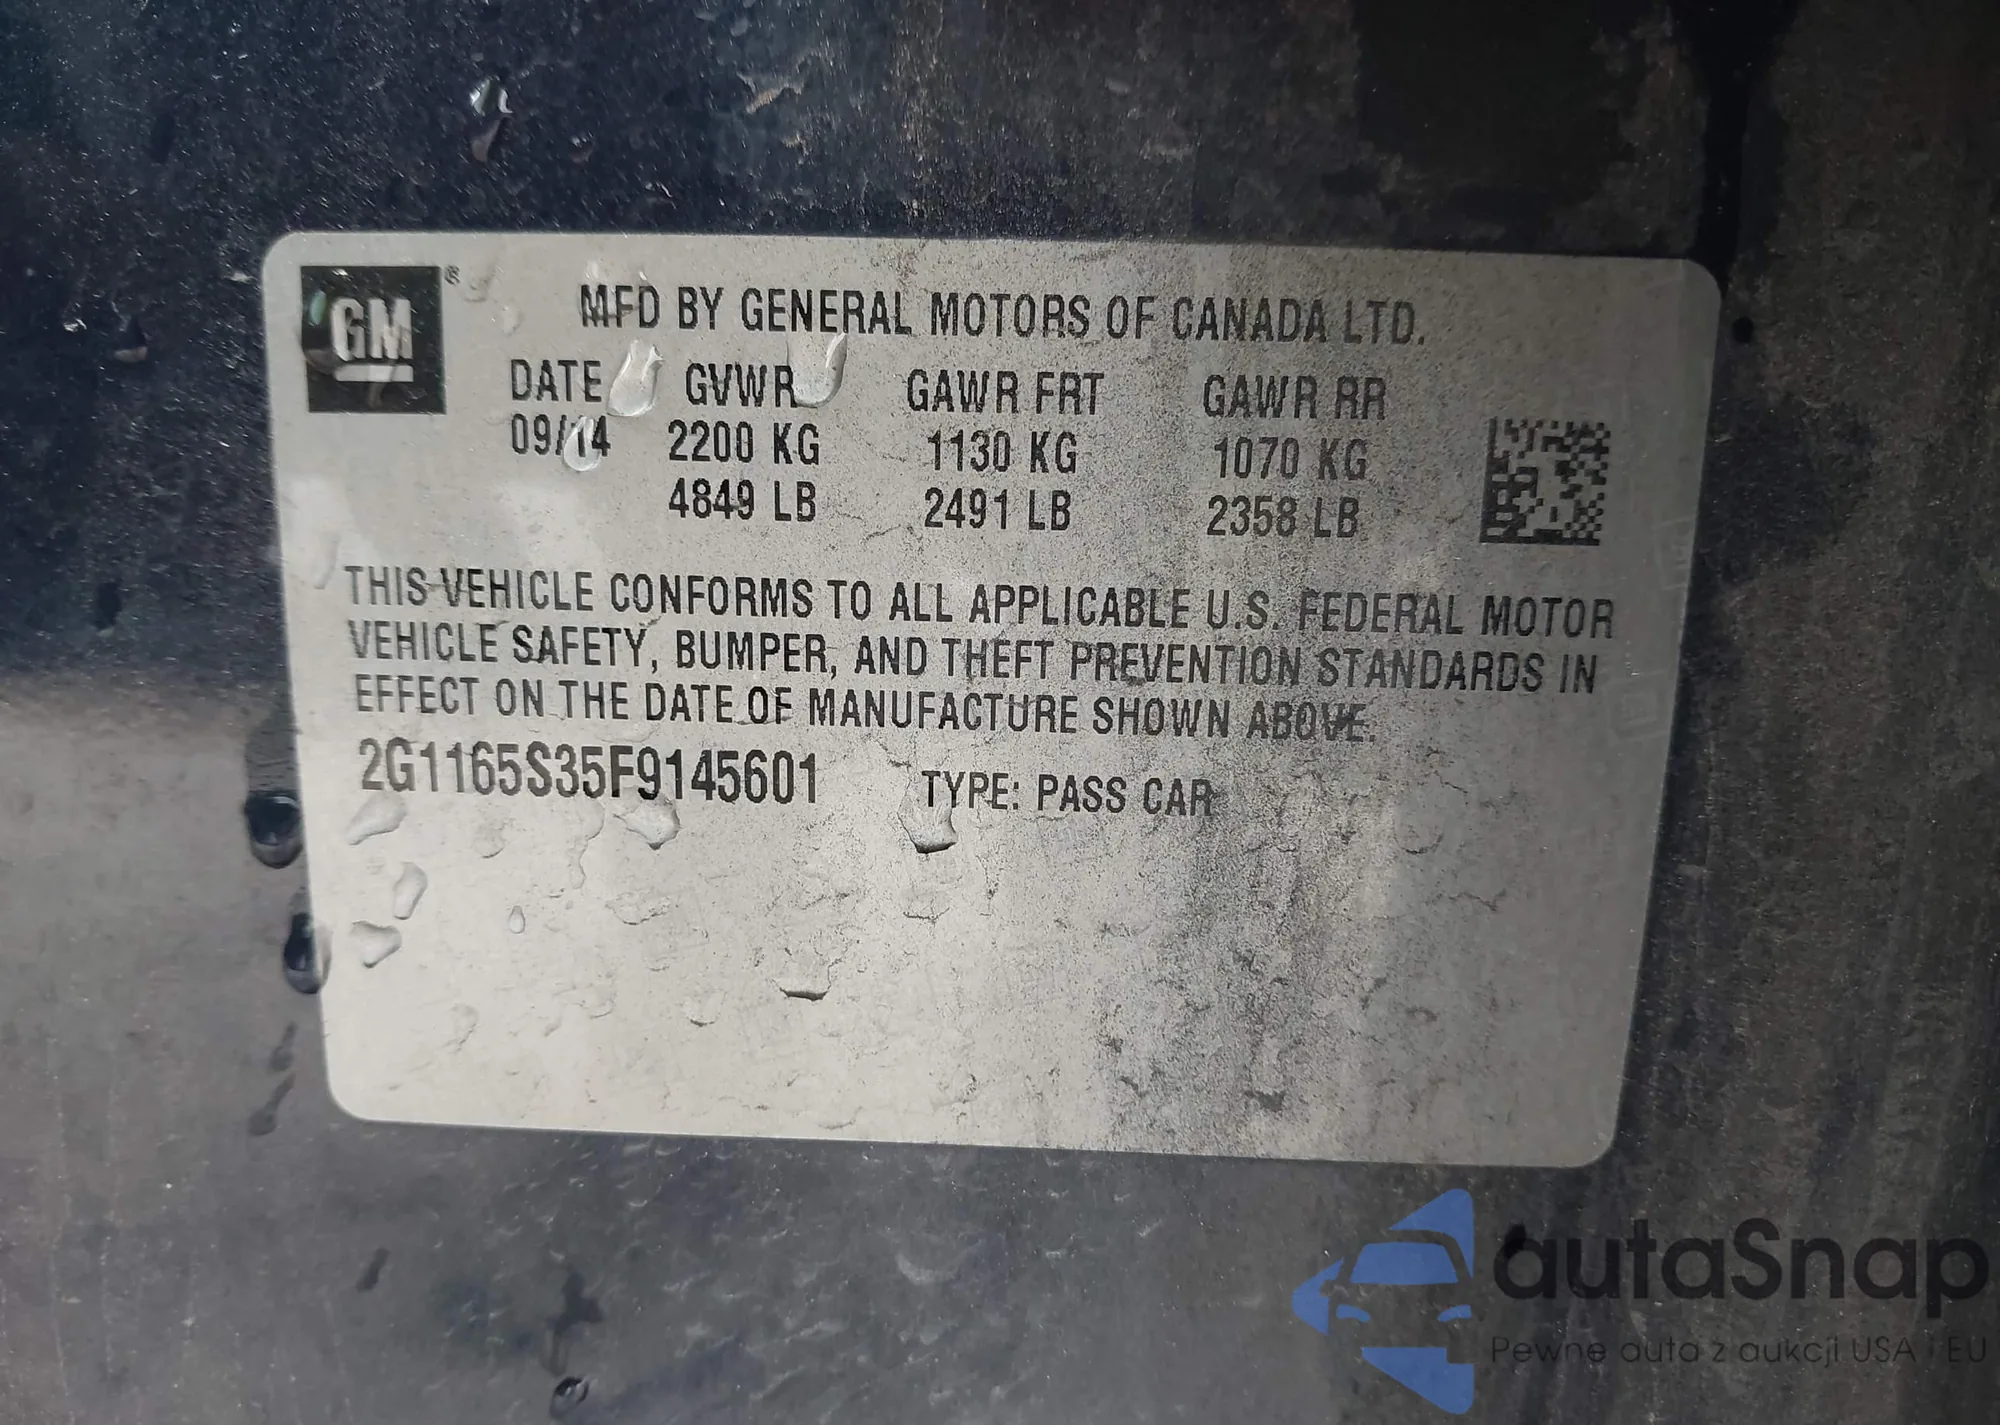 GM ®
MFD BY GENERAL MOTORS OF CANADA LTD.
DATE GVWR GAWR FRT GAWR RR
09/14 2200 KG 1130 KG 1070 KG
4849 LB 2491 LB 2358 LB
THIS VEHICLE CONFORMS TO ALL APPLICABLE U.S. FEDERAL MOTOR
VEHICLE SAFETY, BUMPER, AND THEFT PREVENTION STANDARDS IN
EFFECT ON THE DATE OF MANUFACTURE SHOWN ABOVE.
2G1165S35F9145601 TYPE: PASS CAR
autaSnap
Pewne auta z aukcji USA i EU